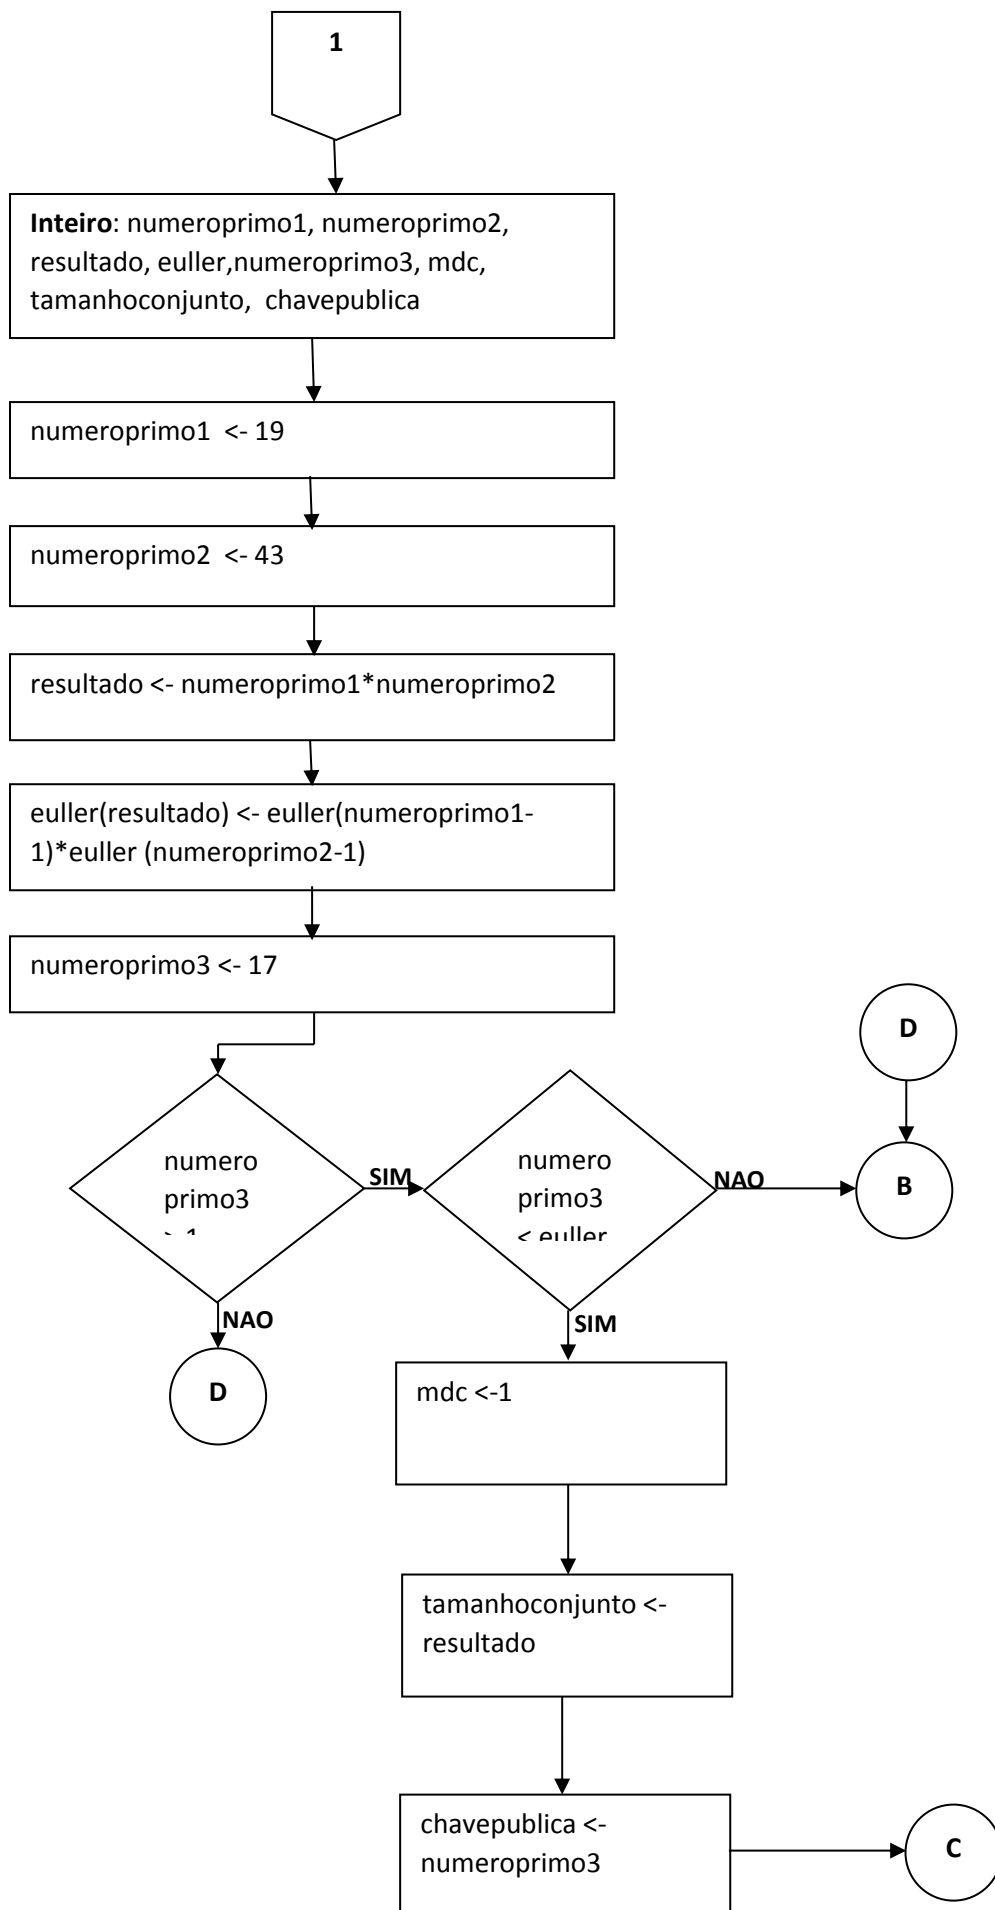 1
Inteiro: numeroprimo1, numeroprimo2,
resultado, euller,numeroprimo3, mdc,
tamanhoconjunto, chavepublica
numeroprimo1 <- 19
numeroprimo2 <- 43
resultado <- numeroprimo1*numeroprimo2
euller(resultado) <- euller(numeroprimo1-
1)*euller (numeroprimo2-1)
numeroprimo3 <- 17
D
numero
primo3
> 1
SIM
numero
primo3
< euller
NAO
B
NAO
SIM
D
mdc <-1
tamanhoconjunto <-
resultado
chavepublica <-
numeroprimo3
C